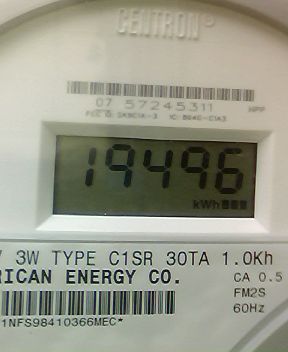 CENTRON®
07 57245311
19496
kWh
3W TYPE C1SR 30TA 1.0Kh
RICAN ENERGY CO.
CA 0.5
FM2S
60Hz
1NFS98410366MEC*